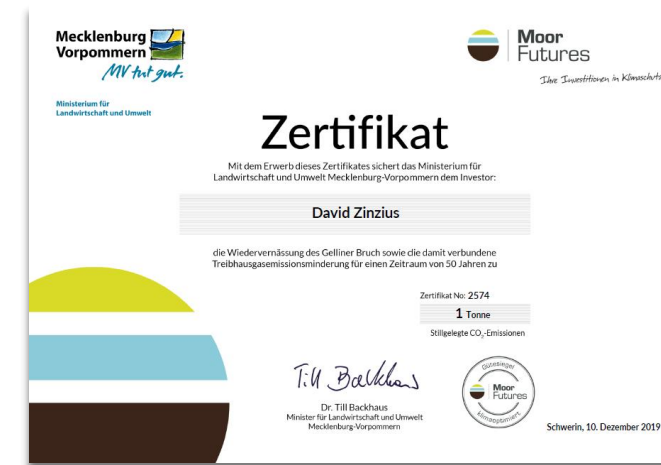 Mecklenburg
Vorpommern
MV tut gut.
Ministerium für
Landwirtschaft und Umwelt
Moor
Futures
Ihre Investitionen in Klimaschutz
Zertifikat
Mit dem Erwerb dieses Zertifikates sichert das Ministerium für
Landwirtschaft und Umwelt Mecklenburg-Vorpommern dem Investor:
David Zinzius
die Wiedervernässung des Gelliner Bruch sowie die damit verbundene
Treibhausgasemissionsminderung für einen Zeitraum von 50 Jahren zu
Zertifikat No: 2574
1 Tonne
Stillgelegte CO₂-Emissionen
Till Backhaus
Dr. Till Backhaus
Minister für Landwirtschaft und Umwelt
Mecklenburg-Vorpommern
Gütesiegel
Moor
Futures
klimaoptimiert
Schwerin, 10. Dezember 2019